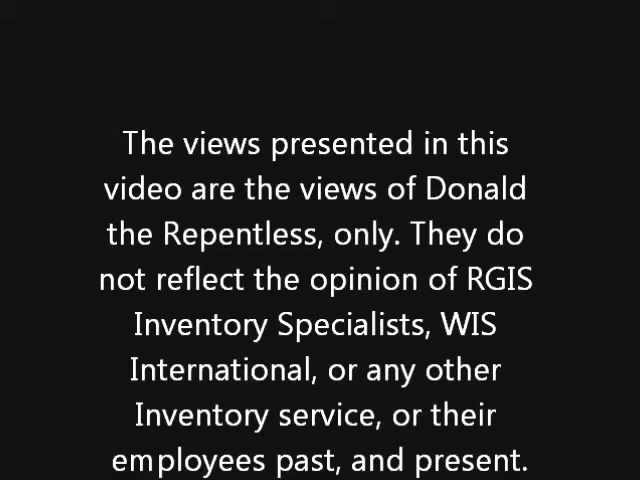 The views presented in this
video are the views of Donald
the Repentless, only. They do
not reflect the opinion of RGIS
Inventory Specialists, WIS
International, or any other
Inventory service, or their
employees past, and present.